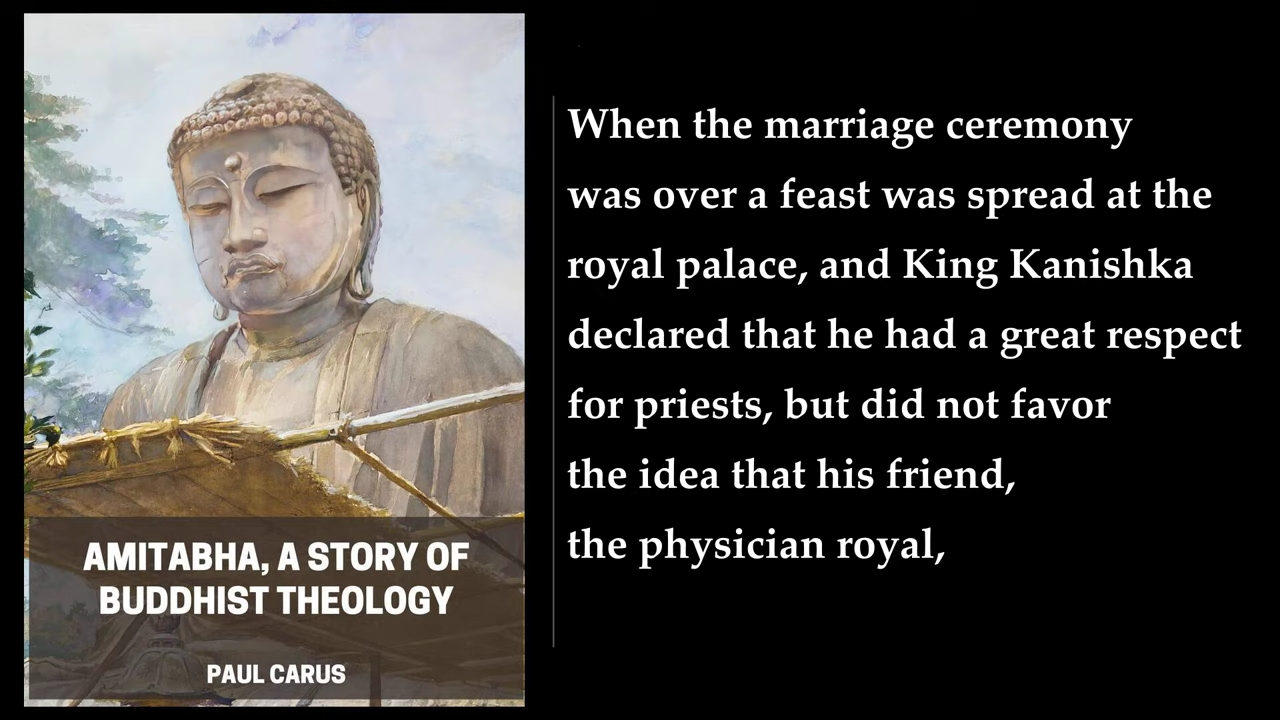 AMITABHA, A STORY OF
BUDDHIST THEOLOGY
PAUL CARUS
When the marriage ceremony
was over a feast was spread at the
royal palace, and King Kanishka
declared that he had a great respect
for priests, but did not favor
the idea that his friend,
the physician royal,